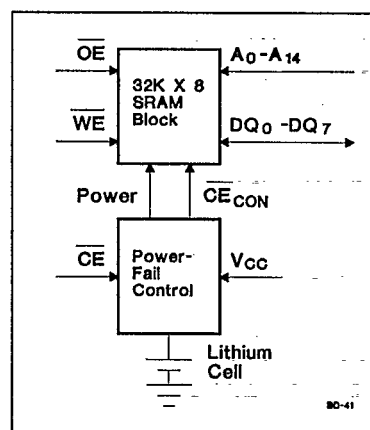 OE
A0-A14
32K X 8
SRAM
Block
WE
DQ0 -DQ7
Power
CECON
CE
Power-
Fail
Control
VCC
Lithium
Cell
BD-41